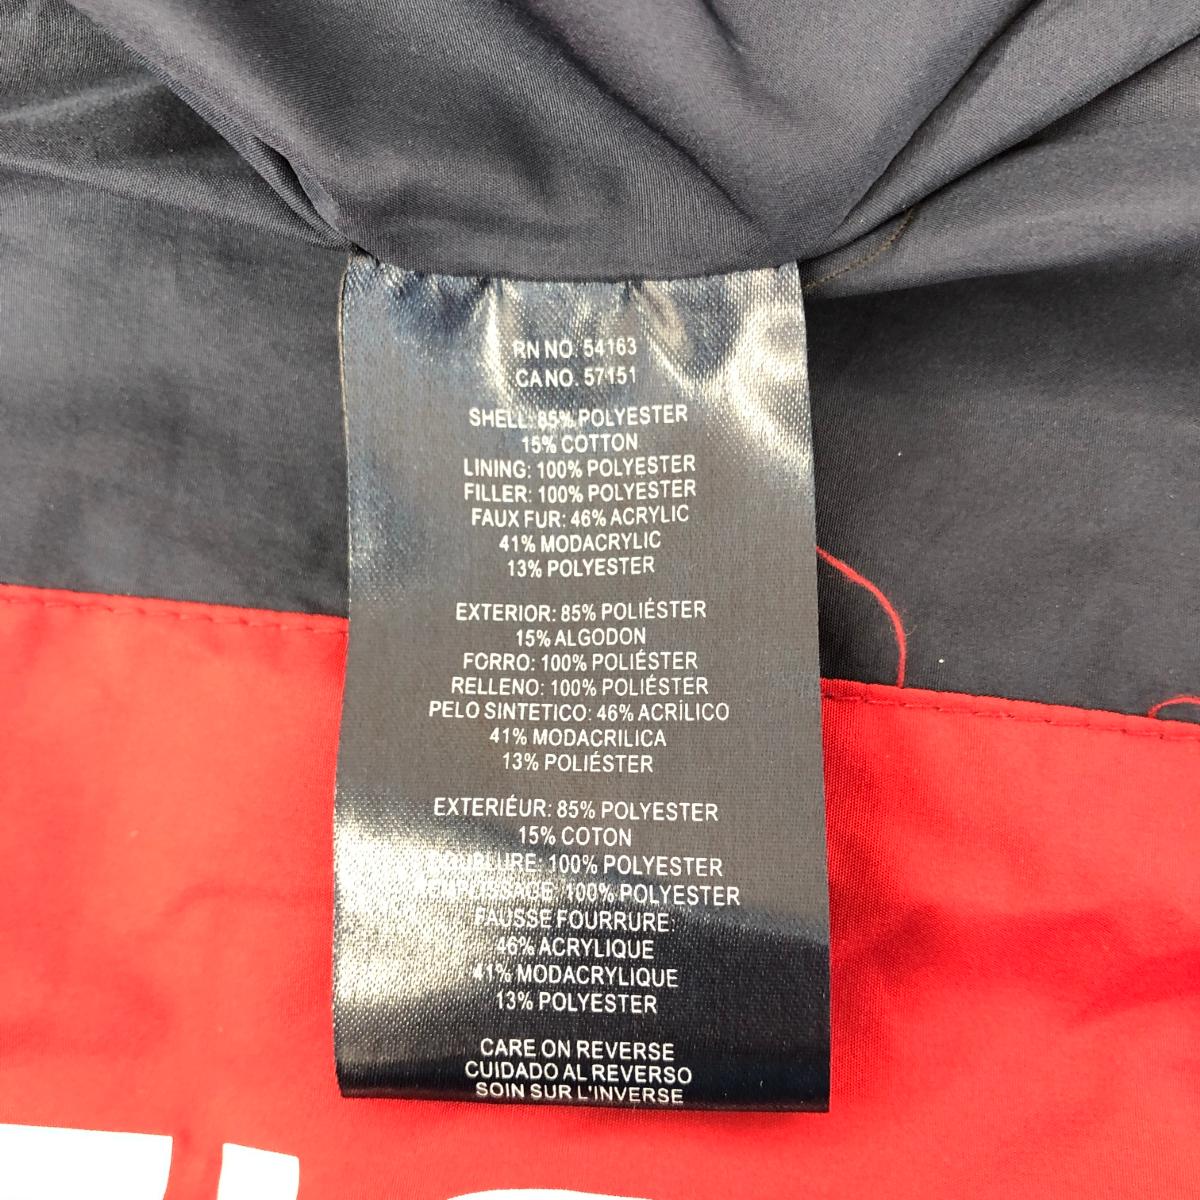 RN NO. 54163
CA NO. 57151
SHELL: 85% POLYESTER
15% COTTON
LINING: 100% POLYESTER
FILLER: 100% POLYESTER
FAUX FUR: 46% ACRYLIC
41% MODACRYLIC
13% POLYESTER
EXTERIOR: 85% POLIÉSTER
15% ALGODON
FORRO: 100% POLIÉSTER
RELLENO: 100% POLIÉSTER
PELO SINTETICO: 46% ACRÍLICO
41% MODACRILICA
13% POLIÉSTER
EXTERIÉUR: 85% POLYESTER
15% COTON
DOUBLURE: 100% POLYESTER
REMPLISSAGE: 100% POLYESTER
FAUSSE FOURRURE:
46% ACRYLIQUE
41% MODACRYLIQUE
13% POLYESTER
CARE ON REVERSE
CUIDADO AL REVERSO
SOIN SUR L'INVERSE